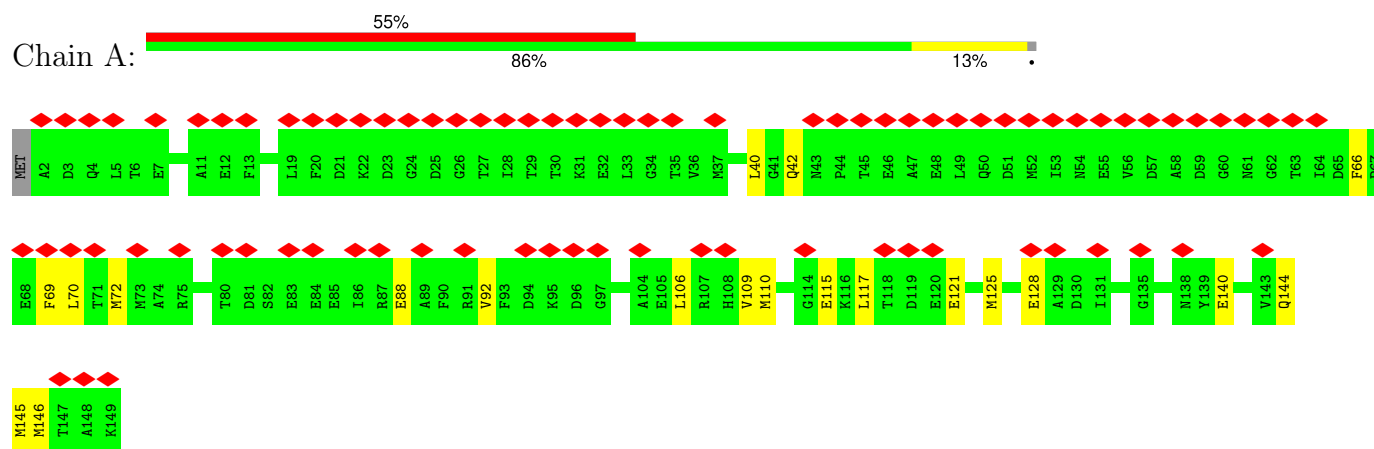 55%
Chain A:
86% 13% •
MET A2 D3 Q4 L5 T6 E7 A11 E12 F13 L19 F20 D21 K22 D23 G24 D25 G26 T27 I28 T29 T30 K31 E32 L33 G34 T35 V36 M37 L40 G41 Q42 N43 P44 T45 E46 A47 E48 L49 Q50 D51 M52 I53 N54 E55 V56 D57 A58 D59 G60 N61 G62 T63 I64 D65 F66
E68 F69 L70 T71 M72 M73 A74 R75 T80 D81 S82 E83 E84 E85 I86 R87 E88 A89 F90 R91 V92 F93 D94 K95 D96 G97 A104 E105 L106 R107 H108 V109 M110 G114 E115 K116 L117 T118 D119 E120 E121 M125 E128 A129 D130 I131 G135 N138 Y139 E140 V143 Q144
M145 M146 T147 A148 K149